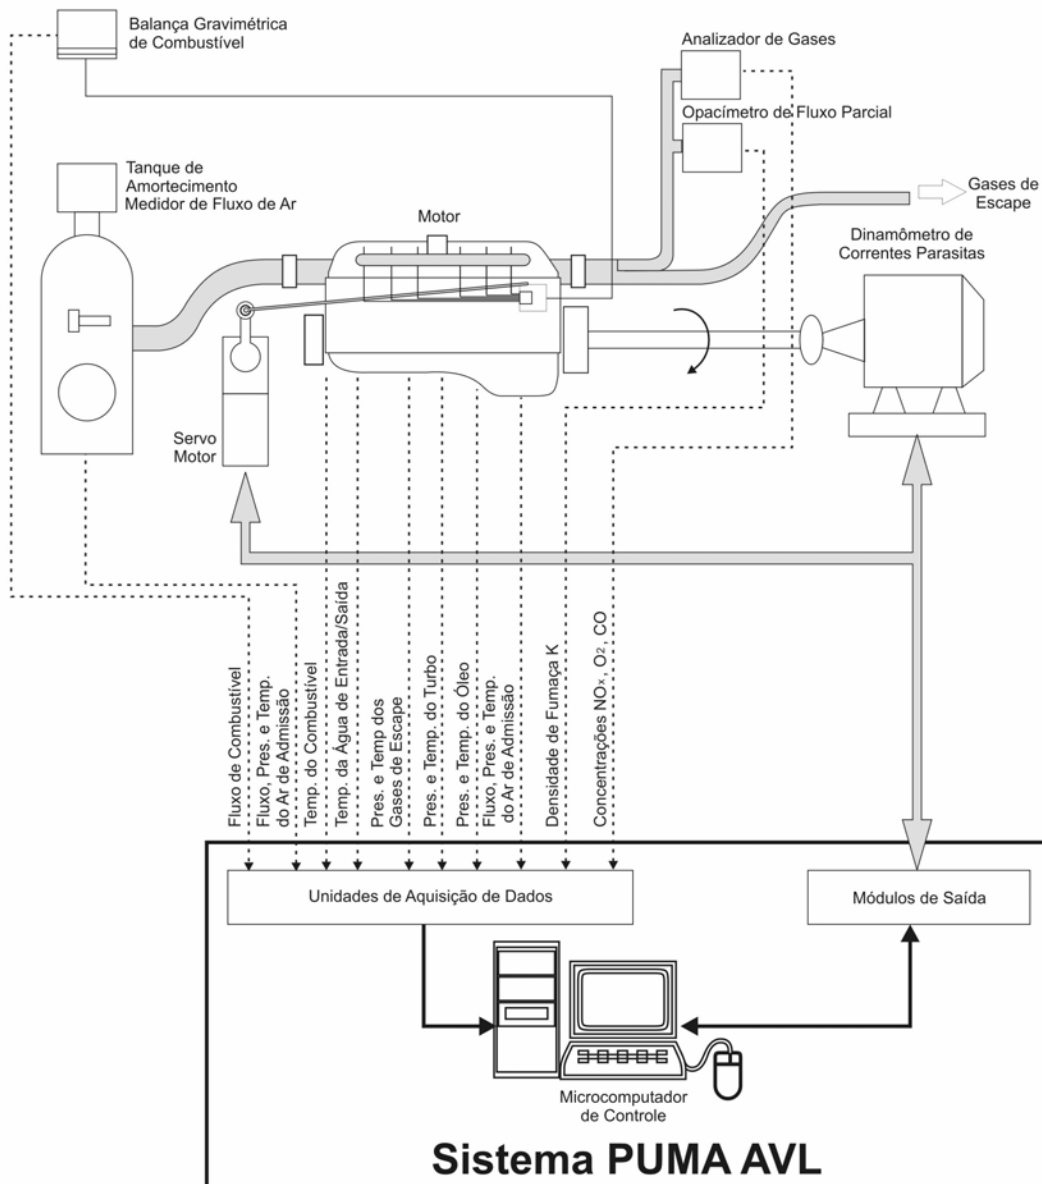 Balança Gravimétrica
de Combustível
Analizador de Gases
Opacímetro de Fluxo Parcial
Tanque de
Amortecimento
Medidor de Fluxo de Ar
Motor
Gases de
Escape
Dinamômetro de
Correntes Parasitas
Servo
Motor
Fluxo de Combustível
Fluxo, Pres. e Temp.
do Ar de Admissão
Temp. do Combustível
Temp. da Água de Entrada/Saída
Pres. e Temp dos
Gases de Escape
Pres. e Temp. do Turbo
Pres. e Temp. do Óleo
Fluxo, Pres. e Temp.
do Ar de Admissão
Densidade de Fumaça K
Concentrações NOx, O2, CO
Unidades de Aquisição de Dados
Módulos de Saída
Microcomputador
de Controle
Sistema PUMA AVL